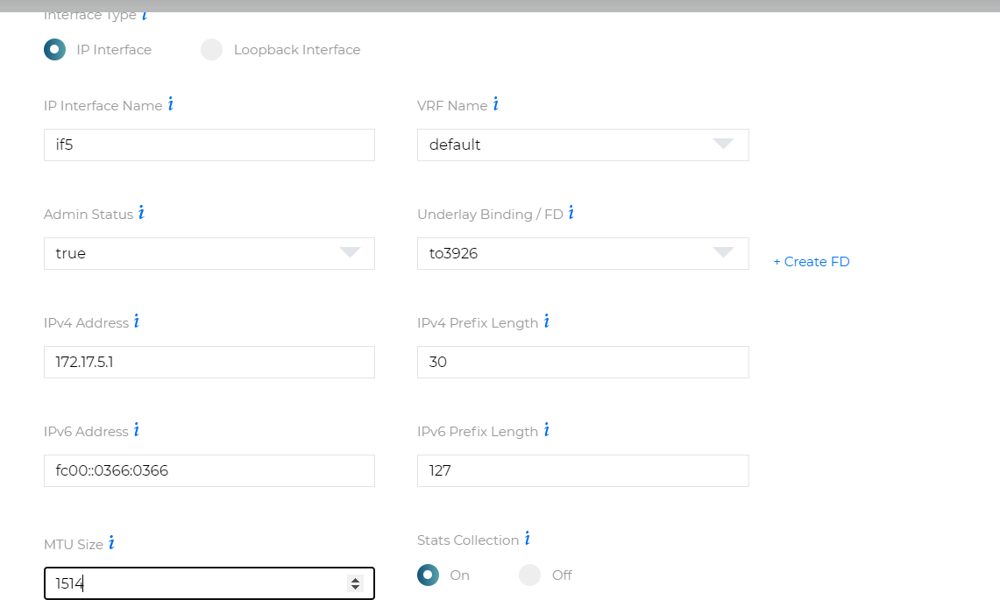 Interface Type i
IP Interface Loopback Interface
IP Interface Name i VRF Name i
if5 default
Admin Status i Underlay Binding / FD i
true to3926
+ Create FD
IPv4 Address i IPv4 Prefix Length i
172.17.5.1 30
IPv6 Address i IPv6 Prefix Length i
fc00::0366:0366 127
MTU Size i Stats Collection i
1514 On Off